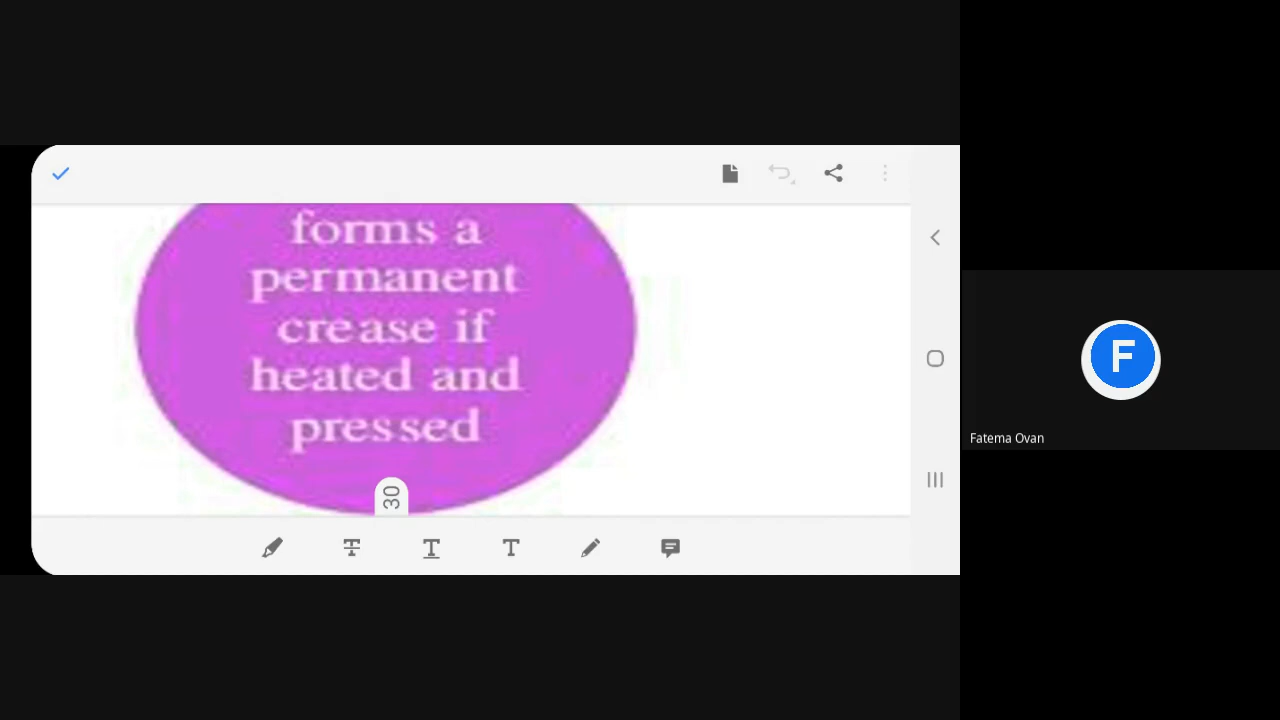 forms a
permanent
crease if
heated and
pressed
30
F
Fatema Ovan